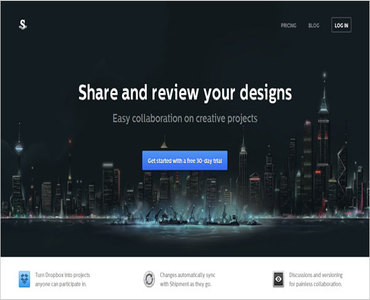 S
PRICING BLOG LOG IN
Share and review your designs
Easy collaboration on creative projects
Get started with a free 30-day trial
Turn Dropbox into projects
anyone can participate in.
Changes automatically sync
with Shipment as they go.
Discussions and versioning
for painless collaboration.